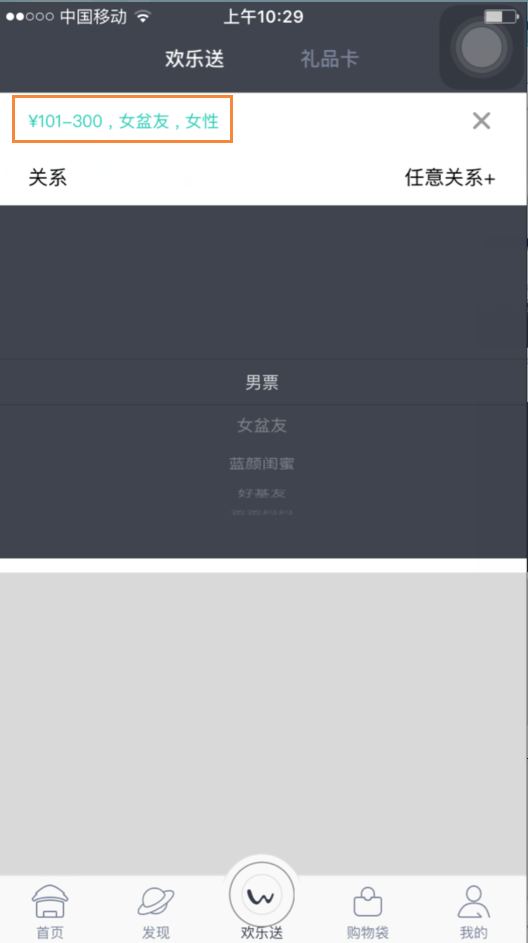 中国移动 上午10:29
欢乐送 礼品卡
¥101-300 , 女盆友 , 女性
关系 任意关系+
男票
女盆友
蓝颜闺蜜
好基友
首页 发现 欢乐送 购物袋 我的